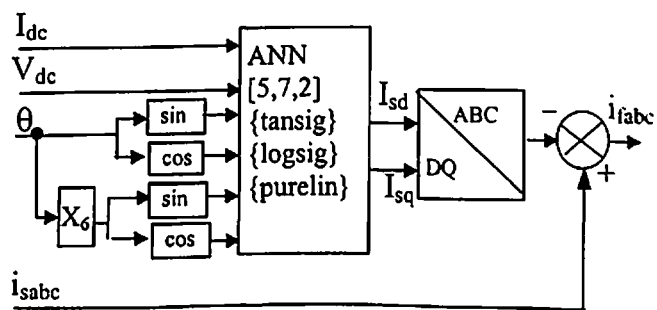 I_dc
V_dc
θ
X_6
sin
cos
sin
cos
ANN
[5,7,2]
{tansig}
{logsig}
{purelin}
I_sd
I_sq
ABC
DQ
−
+
i_fabc
i_sabc